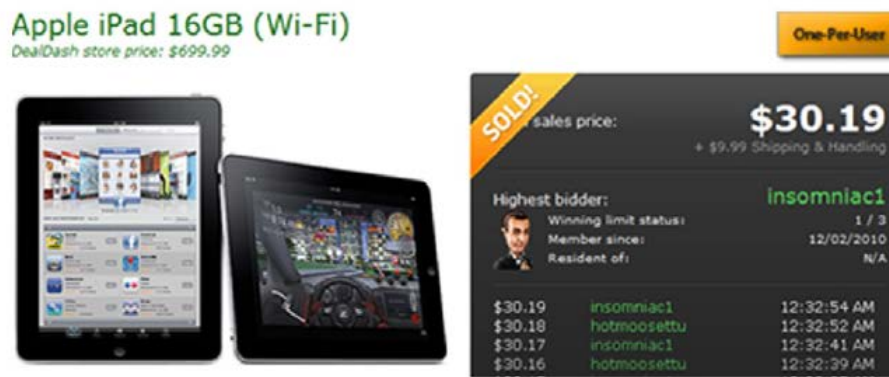 Apple iPad 16GB (Wi-Fi)
DealDash store price: $699.99
One-Per-User
SOLD!
sales price:
$30.19
+ $9.99 Shipping & Handling
Highest bidder:
insomniac1
Winning limit status:
1 / 3
Member since:
12/02/2010
Resident of:
N/A
$30.19 insomniac1 12:32:54 AM
$30.18 hotmoosettu 12:32:52 AM
$30.17 insomniac1 12:32:41 AM
$30.16 hotmoosettu 12:32:39 AM